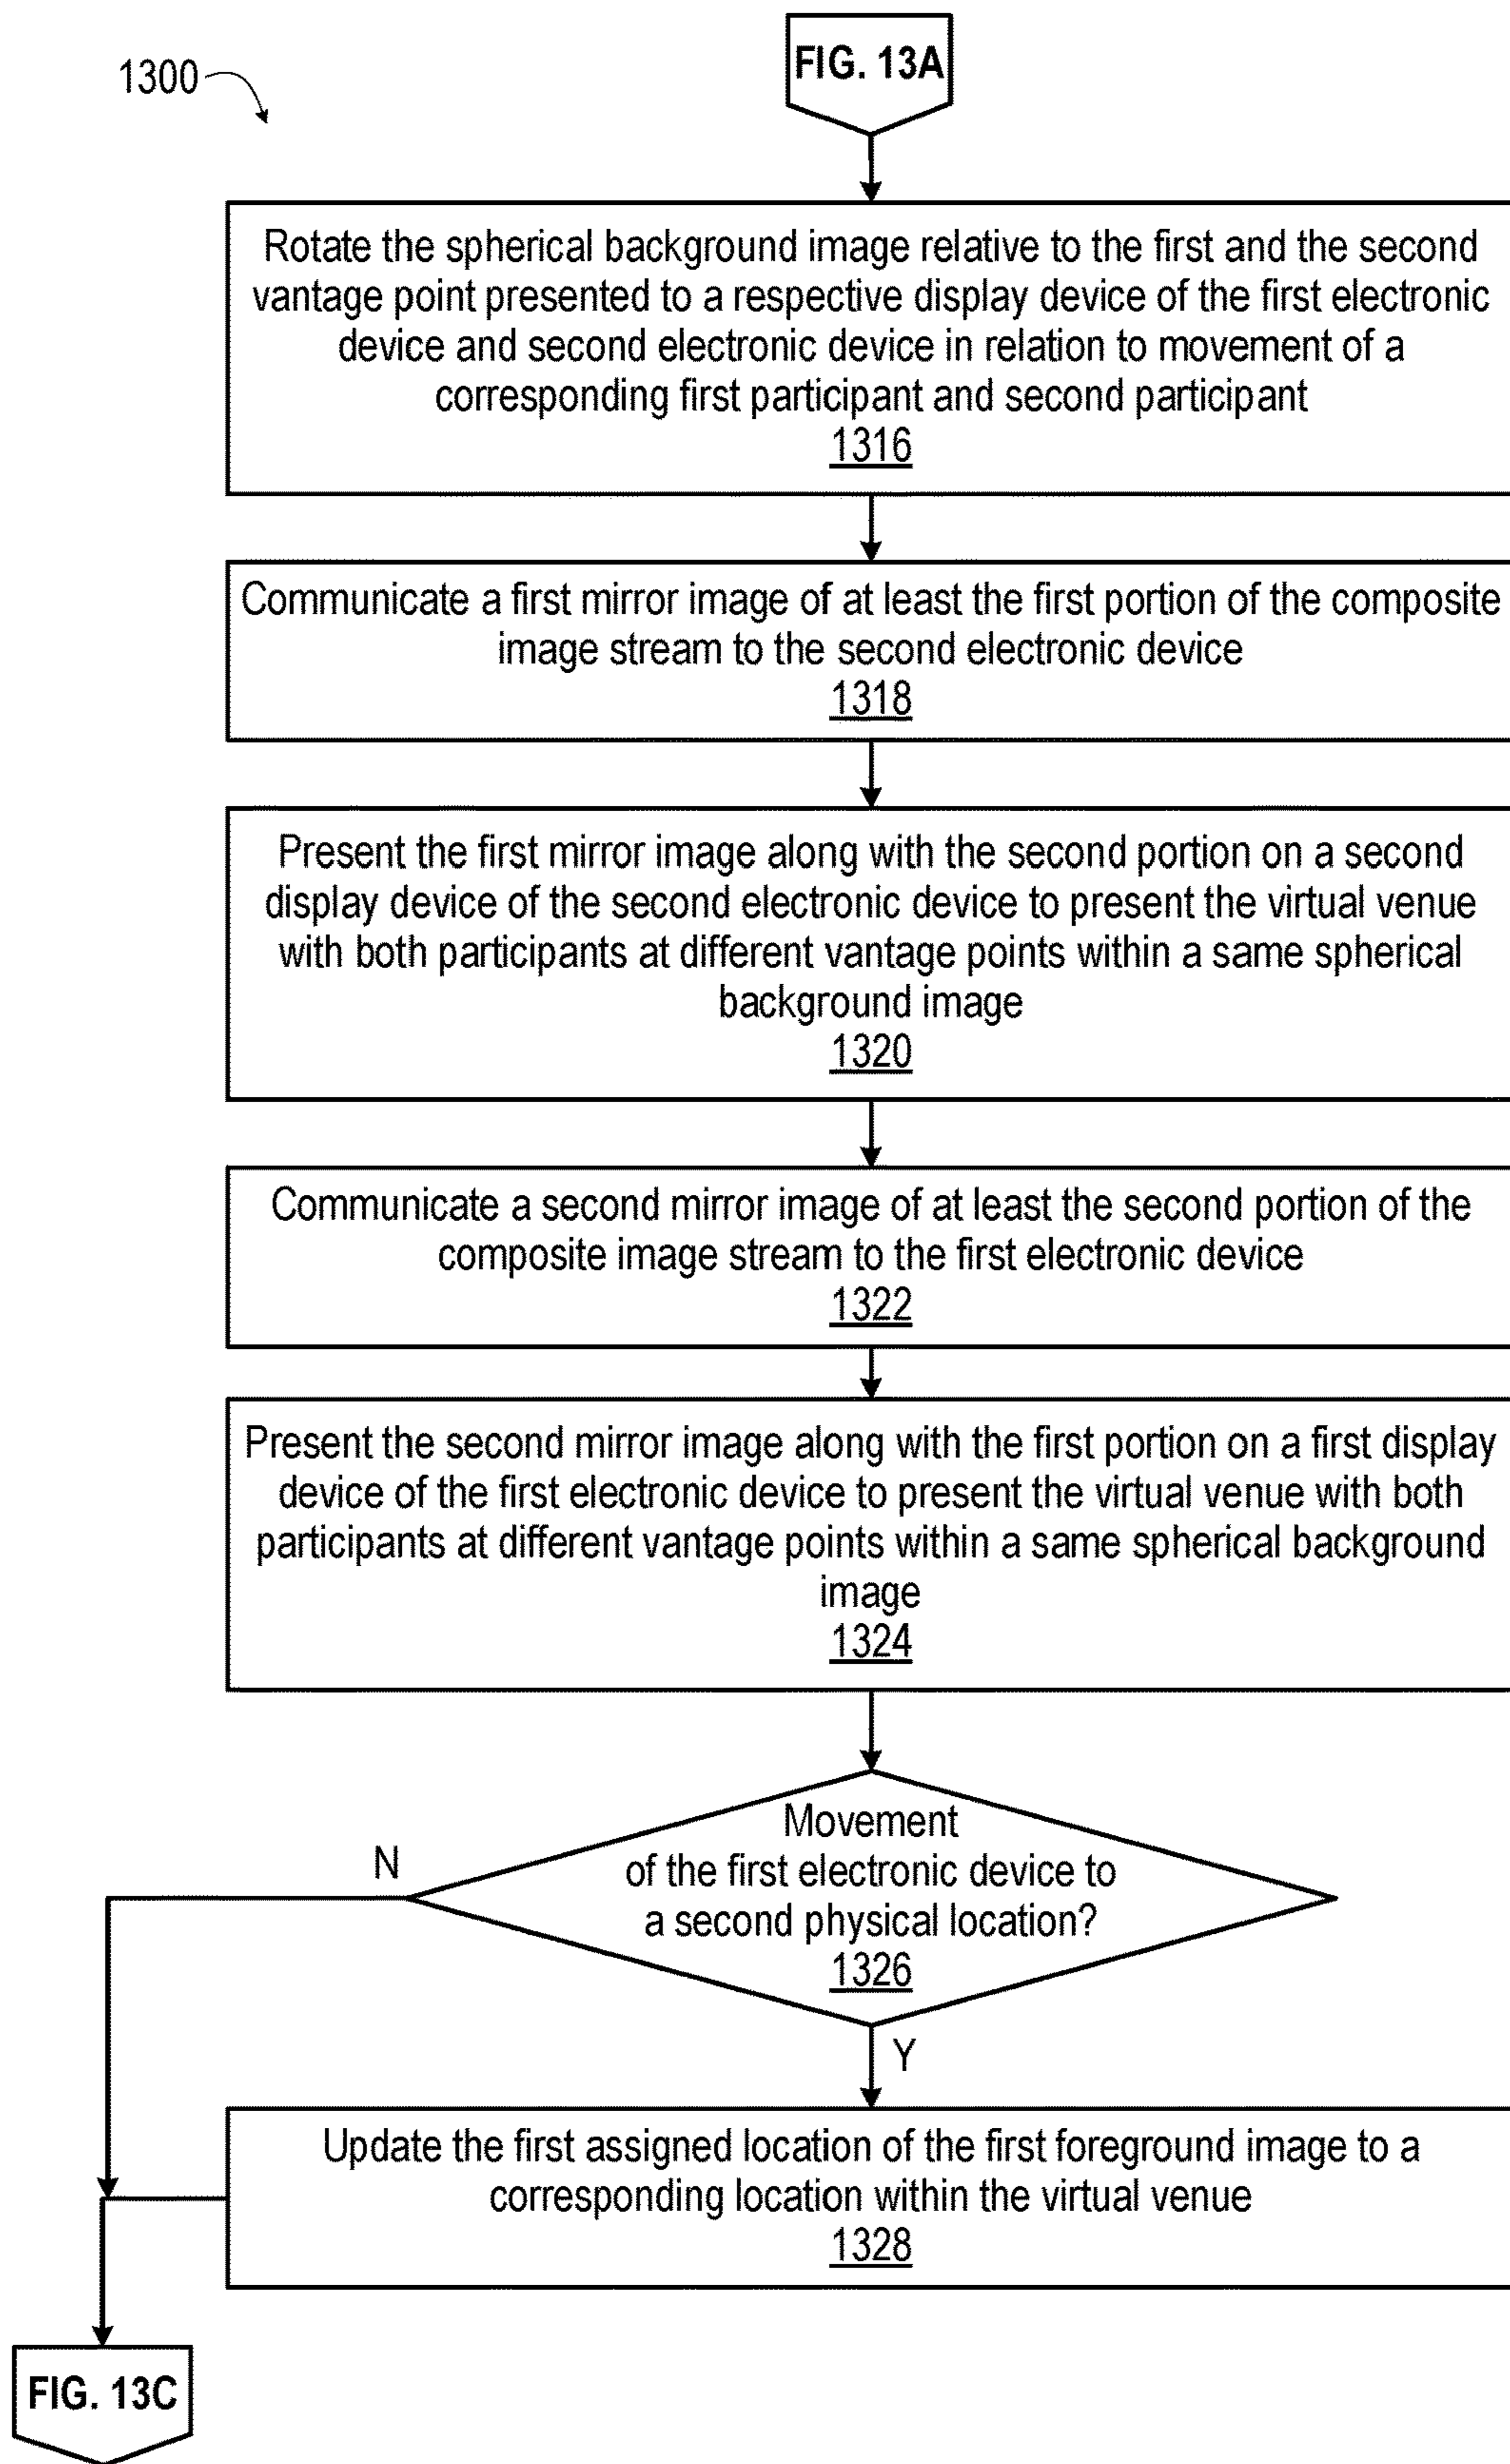 1300
FIG. 13A
Rotate the spherical background image relative to the first and the second
vantage point presented to a respective display device of the first electronic
device and second electronic device in relation to movement of a
corresponding first participant and second participant
1316
Communicate a first mirror image of at least the first portion of the composite
image stream to the second electronic device
1318
Present the first mirror image along with the second portion on a second
display device of the second electronic device to present the virtual venue
with both participants at different vantage points within a same spherical
background image
1320
Communicate a second mirror image of at least the second portion of the
composite image stream to the first electronic device
1322
Present the second mirror image along with the first portion on a first display
device of the first electronic device to present the virtual venue with both
participants at different vantage points within a same spherical background
image
1324
Movement
of the first electronic device to
a second physical location?
1326
N
Y
Update the first assigned location of the first foreground image to a
corresponding location within the virtual venue
1328
FIG. 13C